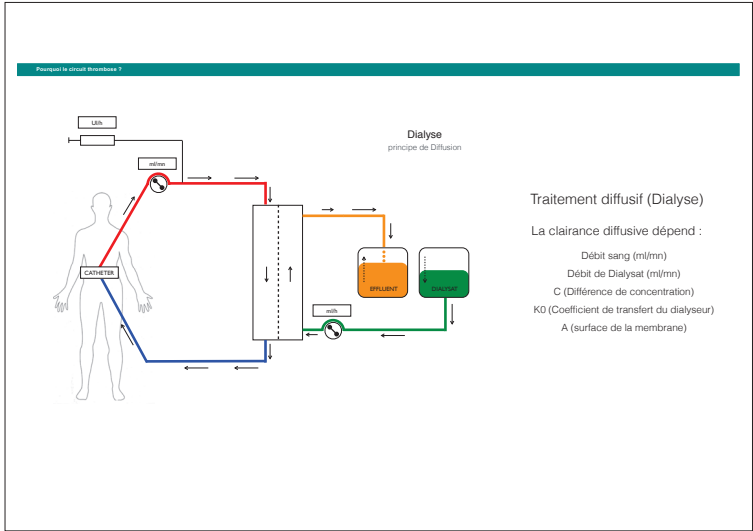 Pourquoi le circuit thrombose ?
UI/h
Dialyse
principe de Diffusion
ml/mn
Traitement diffusif (Dialyse)
La clairance diffusive dépend :
Débit sang (ml/mn)
Débit de Dialysat (ml/mn)
C (Différence de concentration)
K0 (Coefficient de transfert du dialyseur)
A (surface de la membrane)
CATHETER
EFFLUENT
DIALYSAT
ml/h